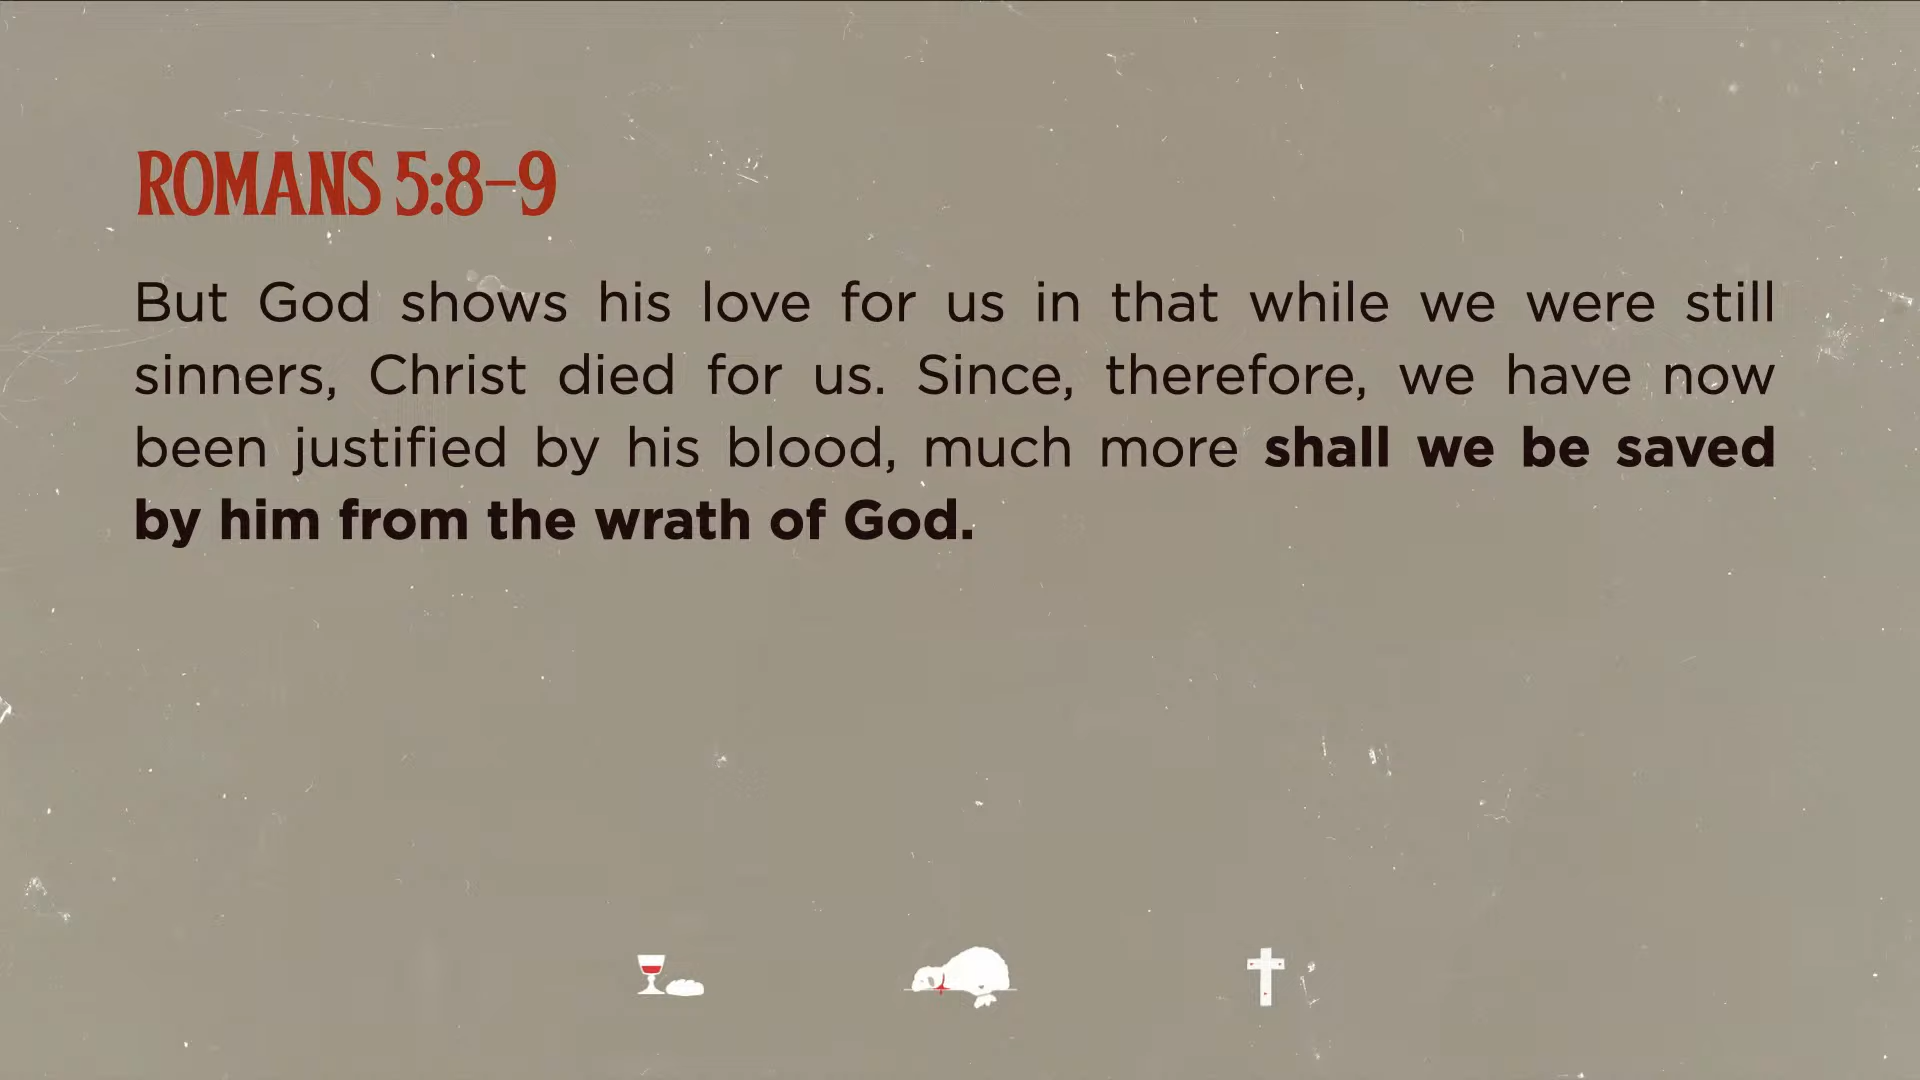 ROMANS 5:8–9
But God shows his love for us in that while we were still
sinners, Christ died for us. Since, therefore, we have now
been justified by his blood, much more shall we be saved
by him from the wrath of God.